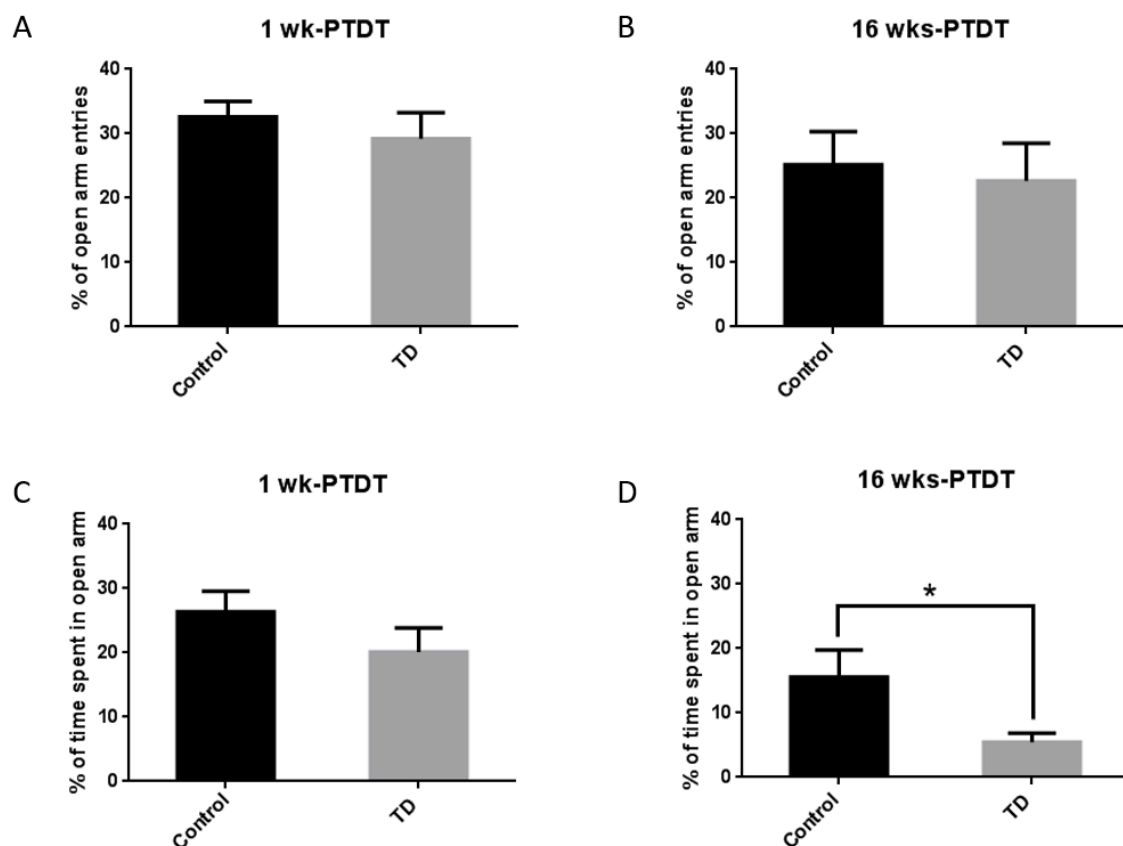 A
1 wk-PTDT
% of open arm entries
40
30
20
10
0
Control
TD
B
16 wks-PTDT
% of open arm entries
40
30
20
10
0
Control
TD
C
1 wk-PTDT
% of time spent in open arm
40
30
20
10
0
Control
TD
D
16 wks-PTDT
% of time spent in open arm
40
30
20
10
0
*
Control
TD